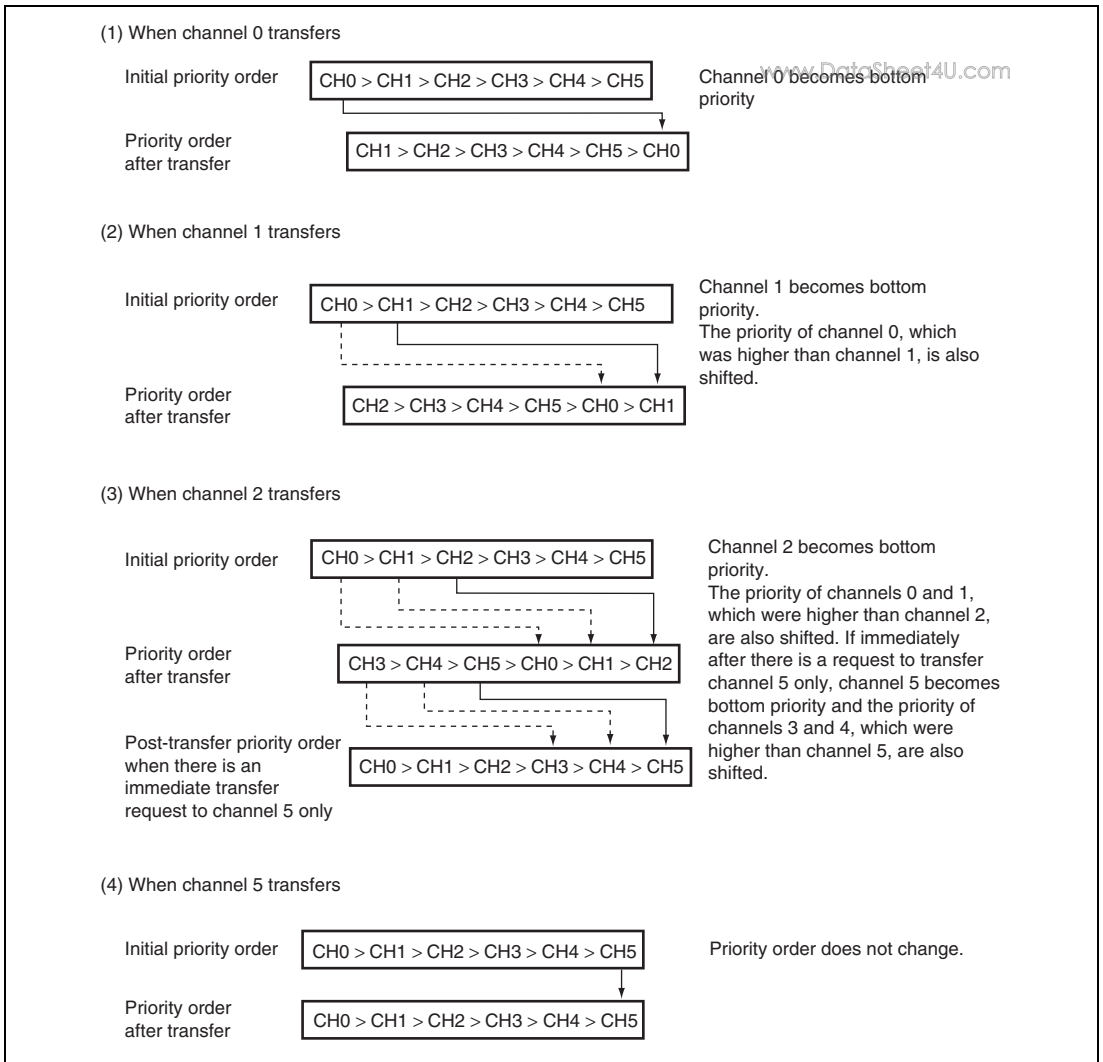 (1) When channel 0 transfers
Initial priority order
CH0 > CH1 > CH2 > CH3 > CH4 > CH5
www.DataSheet4U.com
Channel 0 becomes bottom
priority
Priority order
after transfer
CH1 > CH2 > CH3 > CH4 > CH5 > CH0
(2) When channel 1 transfers
Initial priority order
CH0 > CH1 > CH2 > CH3 > CH4 > CH5
Channel 1 becomes bottom
priority.
The priority of channel 0, which
was higher than channel 1, is also
shifted.
Priority order
after transfer
CH2 > CH3 > CH4 > CH5 > CH0 > CH1
(3) When channel 2 transfers
Initial priority order
CH0 > CH1 > CH2 > CH3 > CH4 > CH5
Channel 2 becomes bottom
priority.
The priority of channels 0 and 1,
which were higher than channel 2,
are also shifted. If immediately
after there is a request to transfer
channel 5 only, channel 5 becomes
bottom priority and the priority of
channels 3 and 4, which were
higher than channel 5, are also
shifted.
Priority order
after transfer
CH3 > CH4 > CH5 > CH0 > CH1 > CH2
Post-transfer priority order
when there is an
immediate transfer
request to channel 5 only
CH0 > CH1 > CH2 > CH3 > CH4 > CH5
(4) When channel 5 transfers
Initial priority order
CH0 > CH1 > CH2 > CH3 > CH4 > CH5
Priority order does not change.
Priority order
after transfer
CH0 > CH1 > CH2 > CH3 > CH4 > CH5